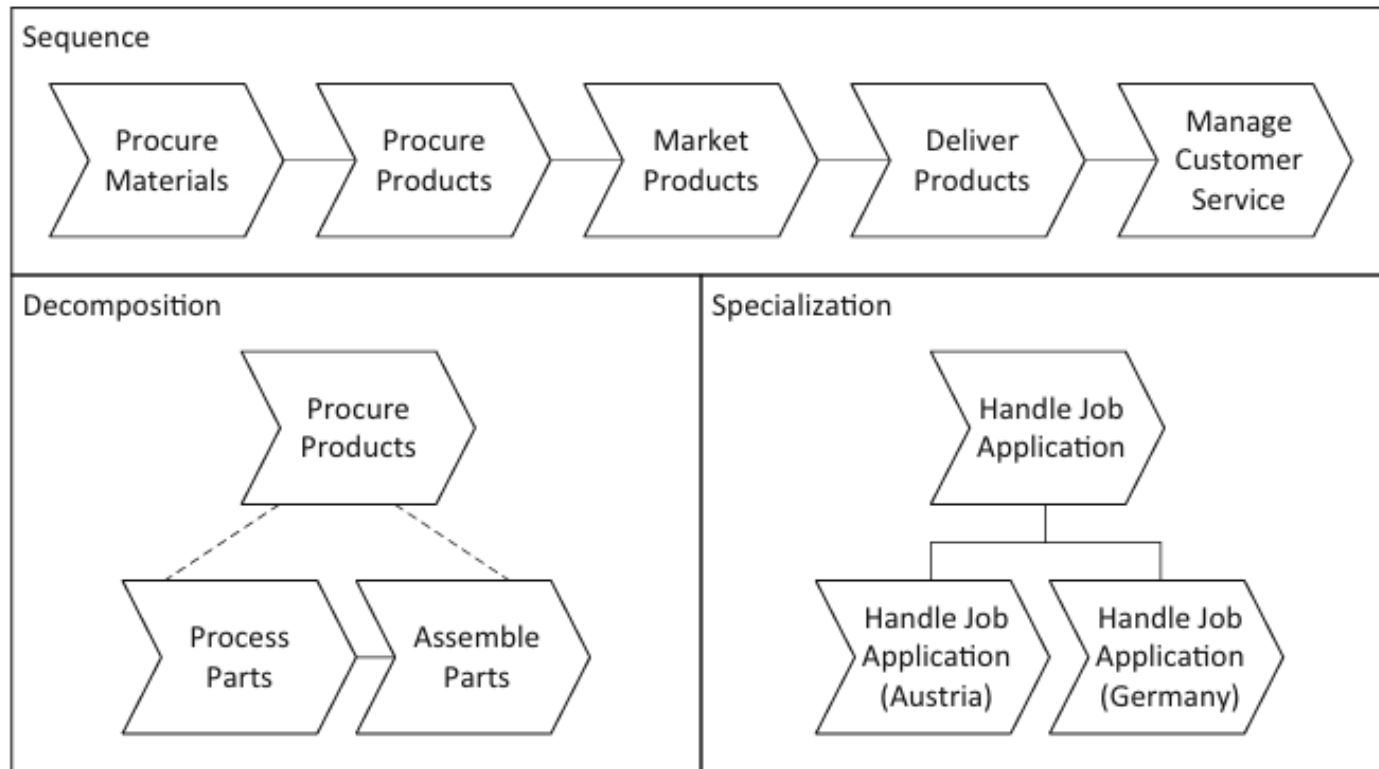 Sequence
Procure
Materials
Procure
Products
Market
Products
Deliver
Products
Manage
Customer
Service
Decomposition
Procure
Products
Process
Parts
Assemble
Parts
Specialization
Handle Job
Application
Handle Job
Application
(Austria)
Handle Job
Application
(Germany)